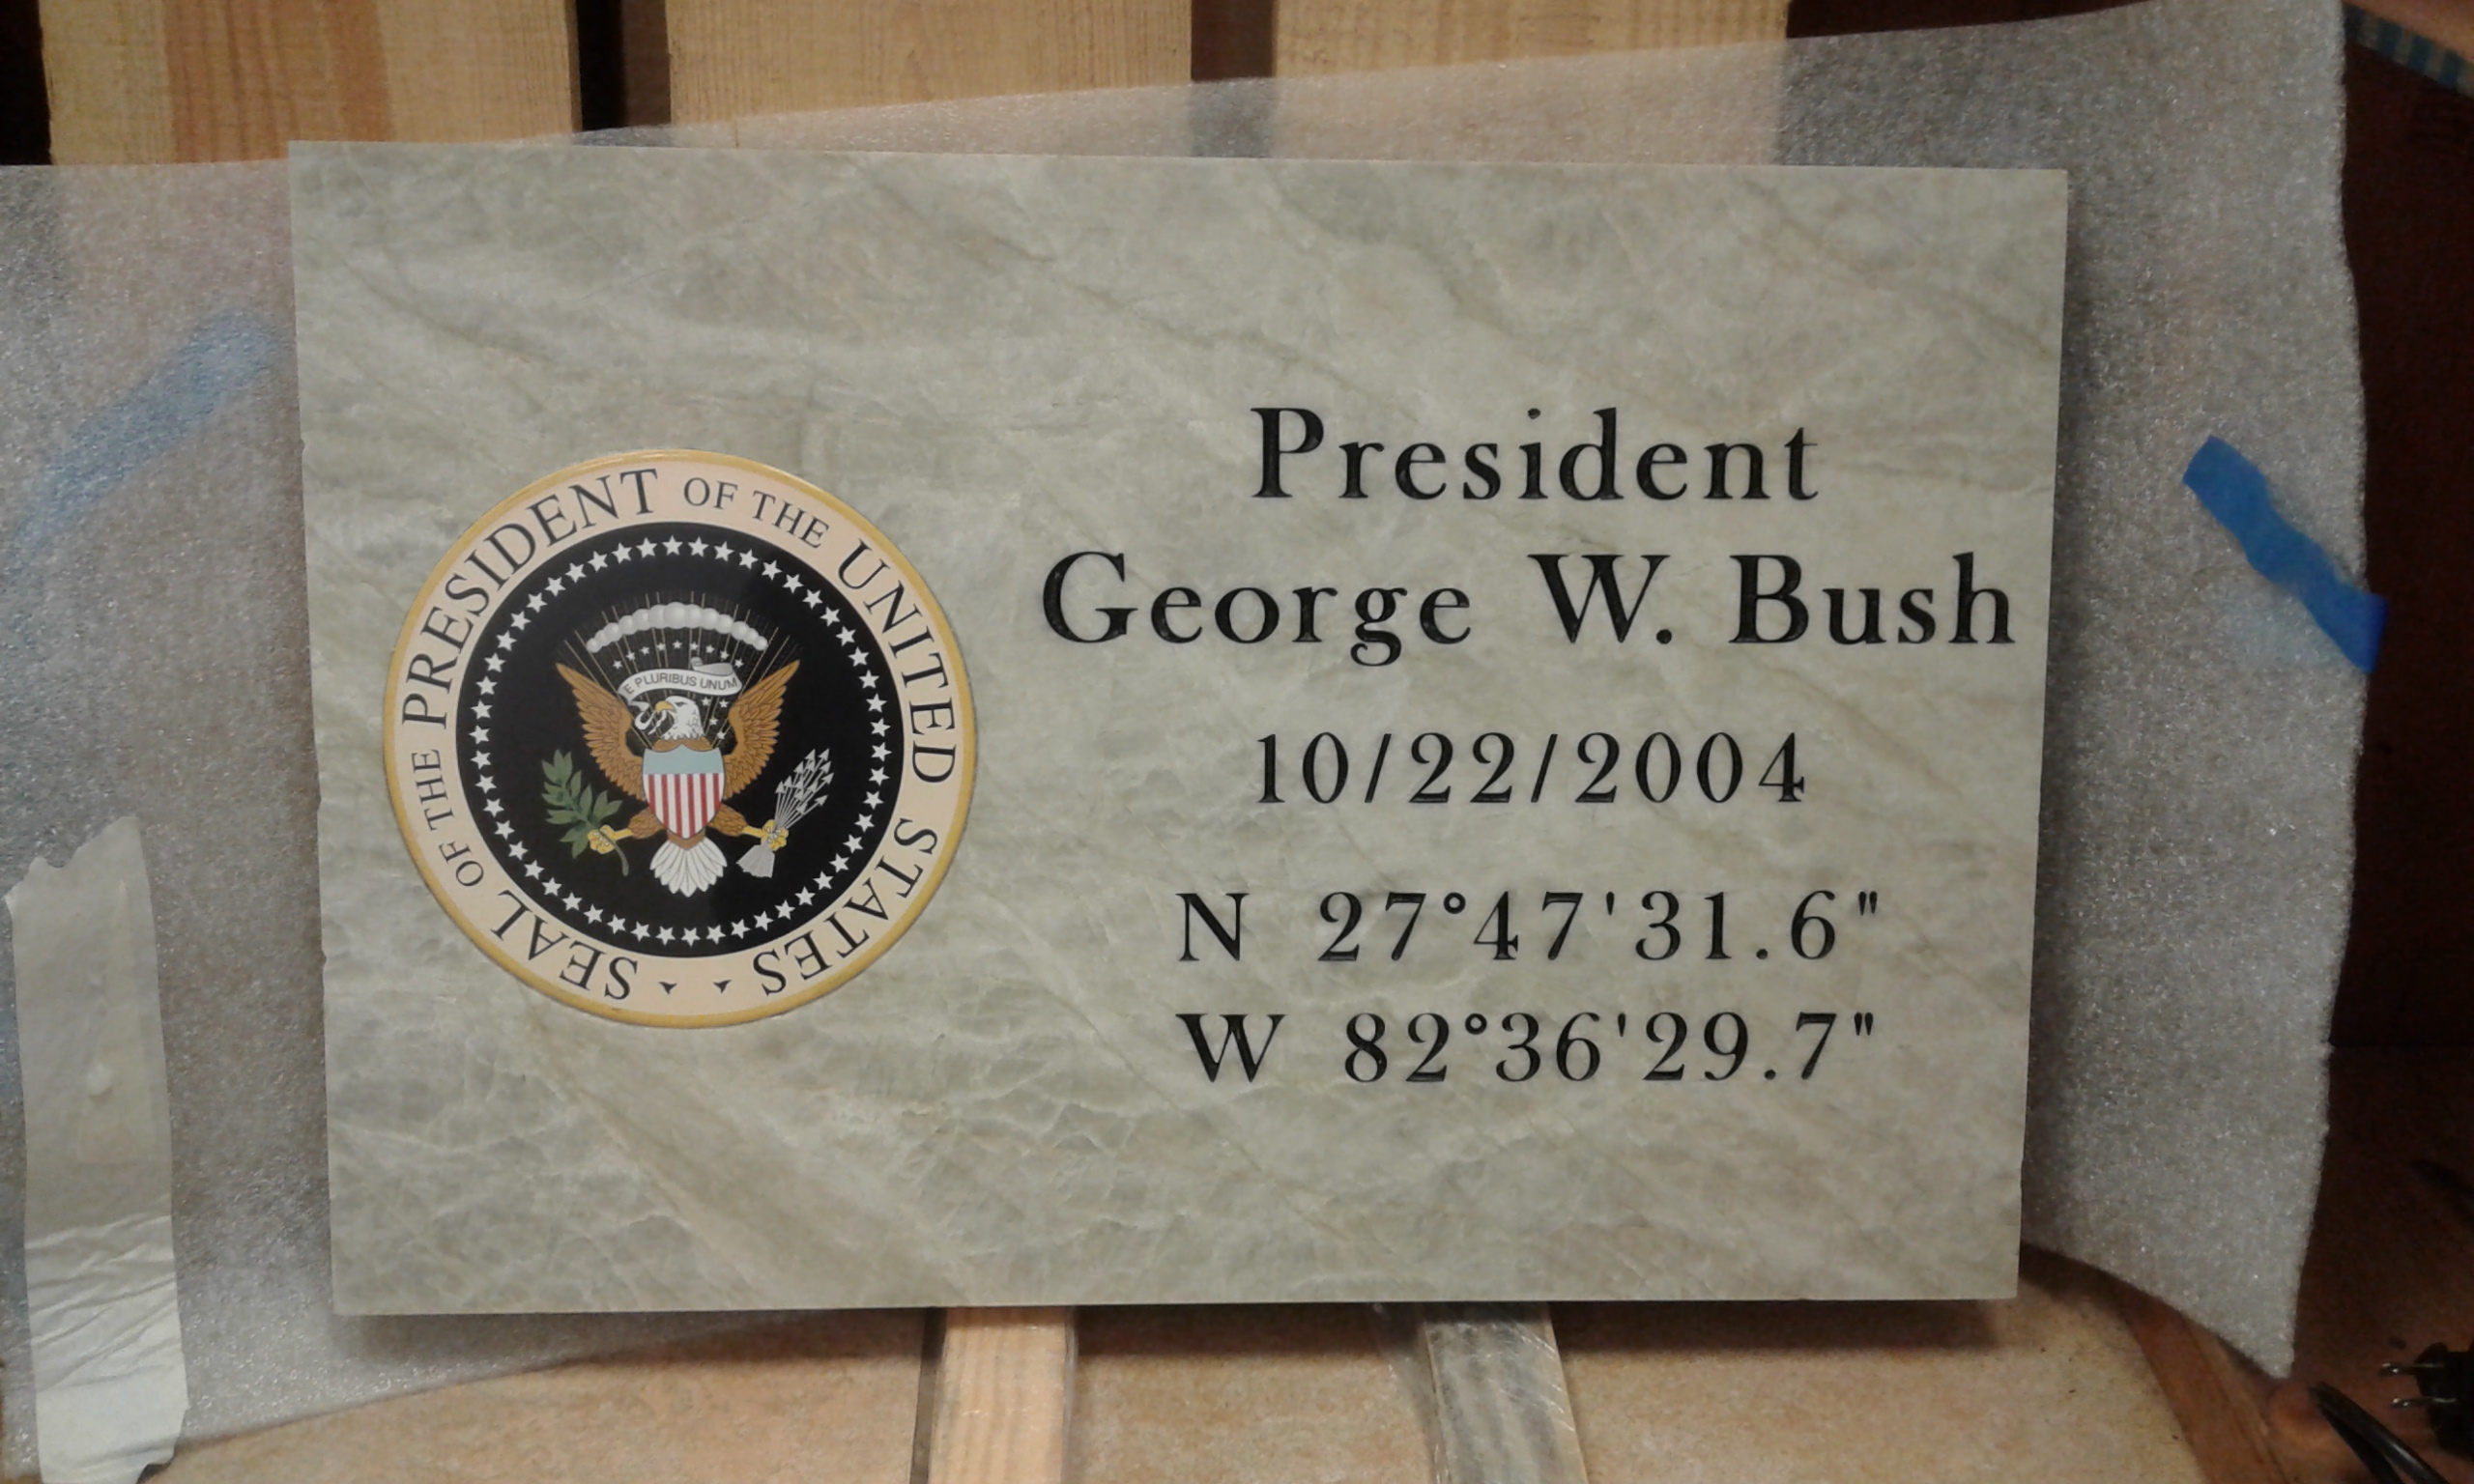 SEAL OF THE PRESIDENT OF THE UNITED STATES
E PLURIBUS UNUM
President
George W. Bush
10/22/2004
N 27°47'31.6"
W 82°36'29.7"